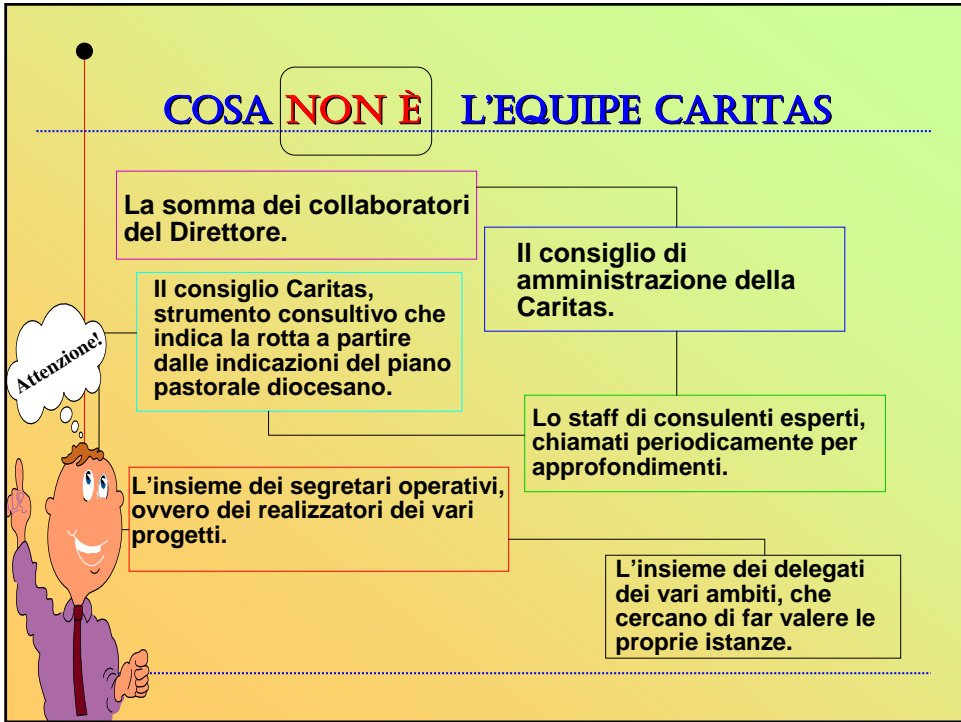 COSA NON È L'EQUIPE CARITAS
La somma dei collaboratori
del Direttore.
Il consiglio di
amministrazione della
Caritas.
Il consiglio Caritas,
strumento consultivo che
indica la rotta a partire
dalle indicazioni del piano
pastorale diocesano.
Attenzione!
Lo staff di consulenti esperti,
chiamati periodicamente per
approfondimenti.
L’insieme dei segretari operativi,
ovvero dei realizzatori dei vari
progetti.
L’insieme dei delegati
dei vari ambiti, che
cercano di far valere le
proprie istanze.